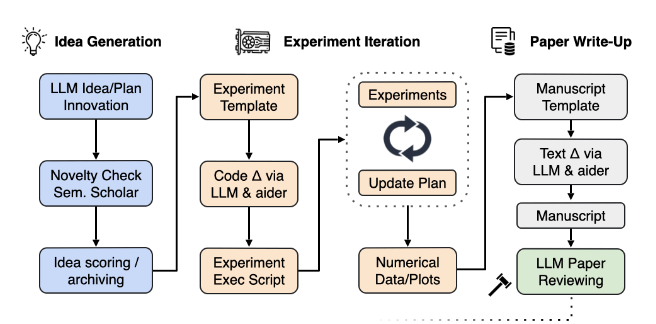 Idea Generation
Experiment Iteration
Paper Write-Up
LLM Idea/Plan
Innovation
Novelty Check
Sem. Scholar
Idea scoring /
archiving
Experiment
Template
Code Δ via
LLM & aider
Experiment
Exec Script
Experiments
Update Plan
Numerical
Data/Plots
Manuscript
Template
Text Δ via
LLM & aider
Manuscript
LLM Paper
Reviewing